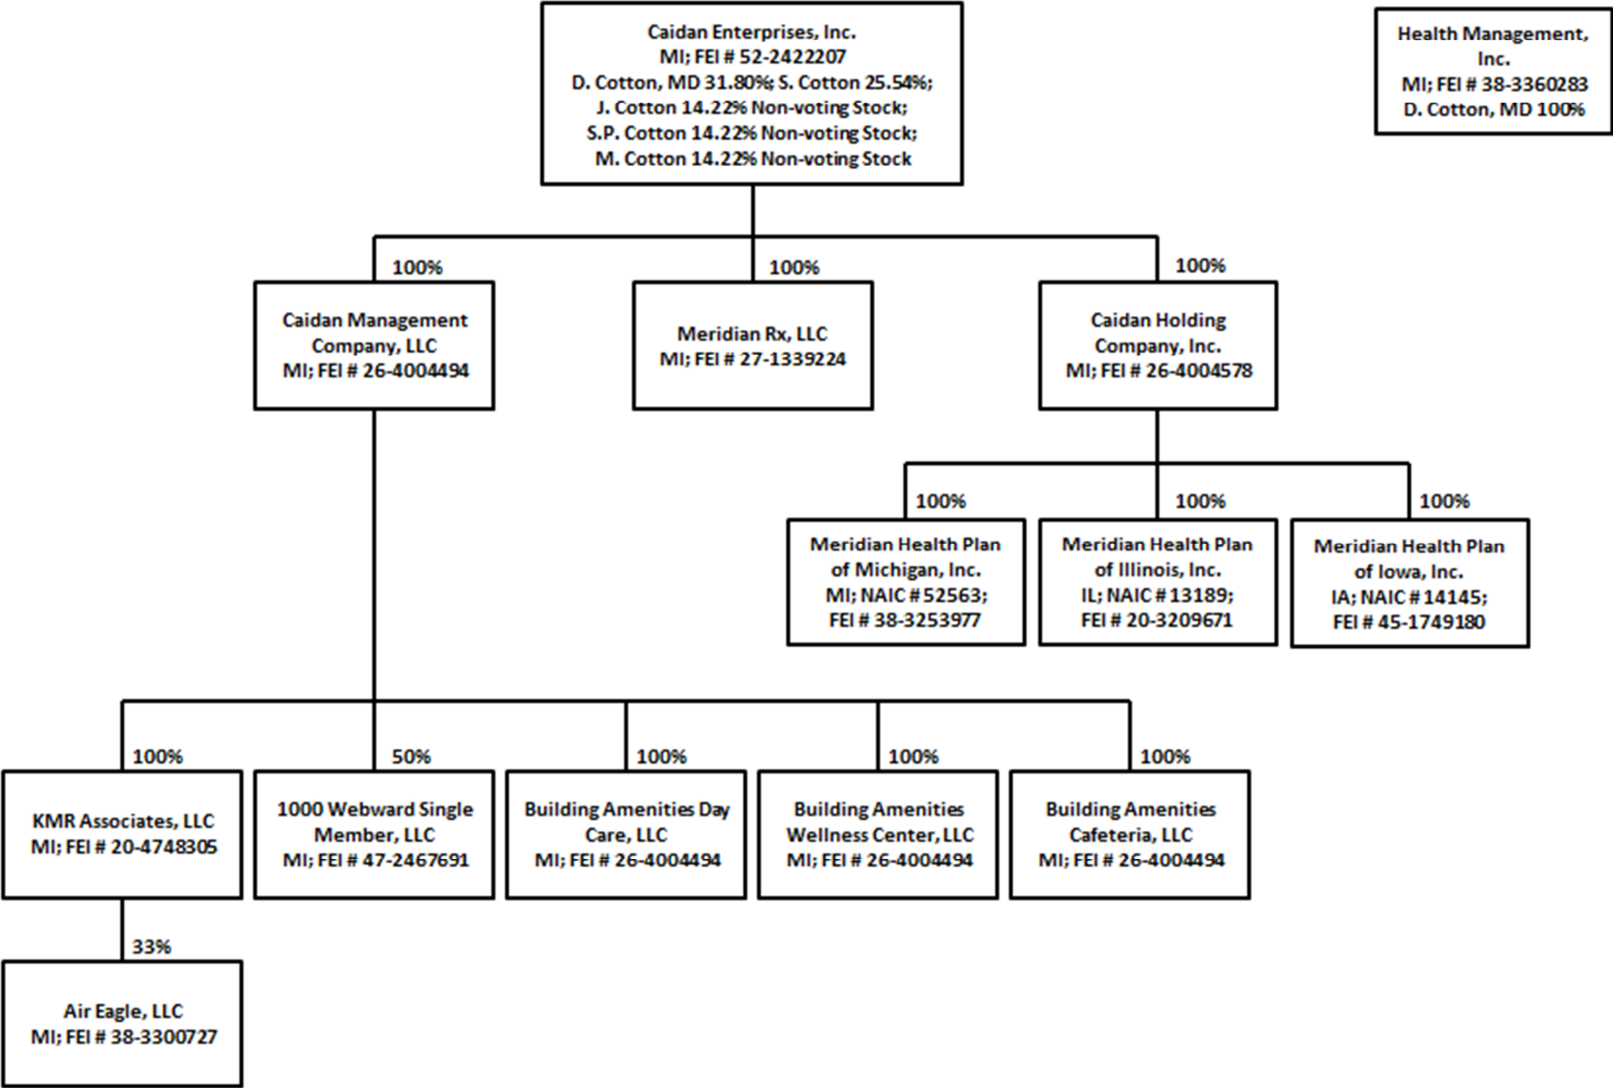 Caidan Enterprises, Inc.
MI; FEI # 52-2422207
D. Cotton, MD 31.80%; S. Cotton 25.54%;
J. Cotton 14.22% Non-voting Stock;
S.P. Cotton 14.22% Non-voting Stock;
M. Cotton 14.22% Non-voting Stock
Health Management,
Inc.
MI; FEI # 38-3360283
D. Cotton, MD 100%
100%
Caidan Management
Company, LLC
MI; FEI # 26-4004494
100%
Meridian Rx, LLC
MI; FEI # 27-1339224
100%
Caidan Holding
Company, Inc.
MI; FEI # 26-4004578
100%
Meridian Health Plan
of Michigan, Inc.
MI; NAIC # 52563;
FEI # 38-3253977
100%
Meridian Health Plan
of Illinois, Inc.
IL; NAIC # 13189;
FEI # 20-3209671
100%
Meridian Health Plan
of Iowa, Inc.
IA; NAIC # 14145;
FEI # 45-1749180
100%
KMR Associates, LLC
MI; FEI # 20-4748305
50%
1000 Webward Single
Member, LLC
MI; FEI # 47-2467691
100%
Building Amenities Day
Care, LLC
MI; FEI # 26-4004494
100%
Building Amenities
Wellness Center, LLC
MI; FEI # 26-4004494
100%
Building Amenities
Cafeteria, LLC
MI; FEI # 26-4004494
33%
Air Eagle, LLC
MI; FEI # 38-3300727